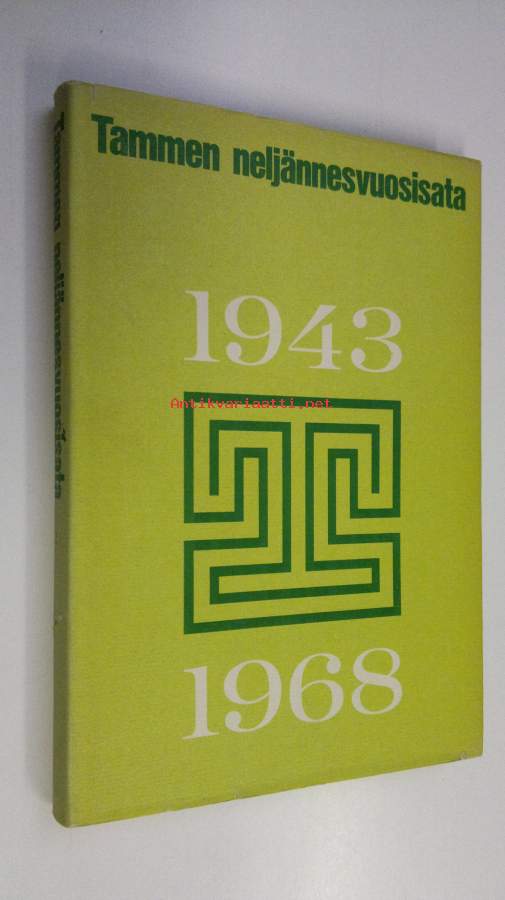 Tammen neljännesvuosisata
Tammen neljännesvuosisata
1943
Antikvariaatti.net
1968